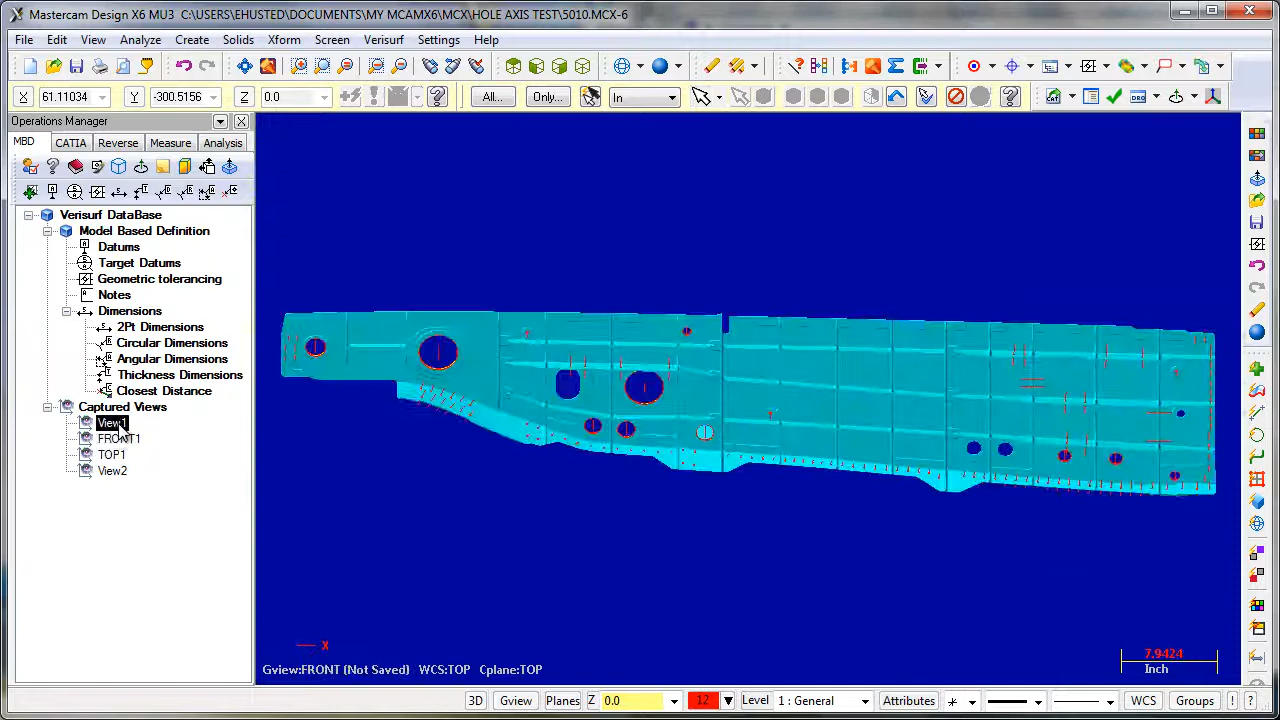 Mastercam Design X6 MU3 C:\USERS\EHUSTED\DOCUMENTS\MY MCAMX6\MCX\HOLE AXIS TEST\5010.MCX-6
File Edit View Analyze Create Solids Xform Screen Verisurf Settings Help
X 61.11034 Y -300.5156 Z 0.0 All... Only... In
Operations Manager
MBD CATIA Reverse Measure Analysis
Verisurf DataBase
Model Based Definition
Datums
Target Datums
Geometric tolerancing
Notes
Dimensions
2Pt Dimensions
Circular Dimensions
Angular Dimensions
Thickness Dimensions
Closest Distance
Captured Views
View1
FRONT1
TOP1
View2
X
Gview:FRONT (Not Saved) WCS:TOP Cplane:TOP
7.9424
Inch
3D Gview Planes Z 0.0 12 Level 1 : General Attributes WCS Groups ! ?